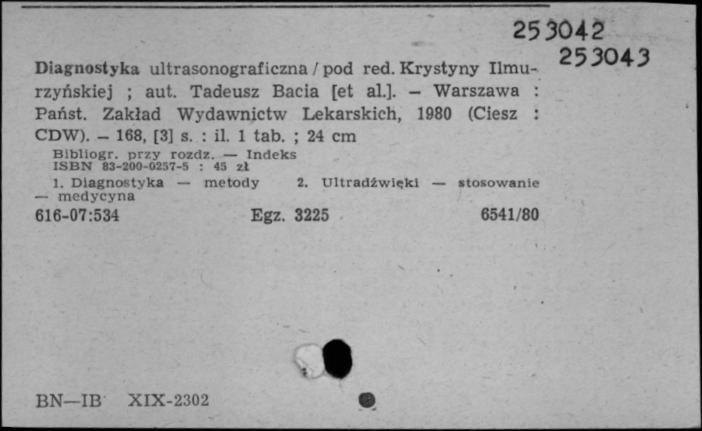 253042
253043
Diagnostyka ultrasonograficzna / pod red. Krystyny Ilmu-
rzyńskiej ; aut. Tadeusz Bacia [et al.]. — Warszawa :
Państ. Zakład Wydawnictw Lekarskich, 1980 (Ciesz :
CDW). — 168, [3] s. : il. 1 tab. ; 24 cm
Bibliogr. przy rozdz. — Indeks
ISBN 83-200-0257-5 : 45 zł
1. Diagnostyka — metody 2. Ultradźwięki — stosowanie
— medycyna
616-07:534 Egz. 3225 6541/80
BN—IB XIX-2302